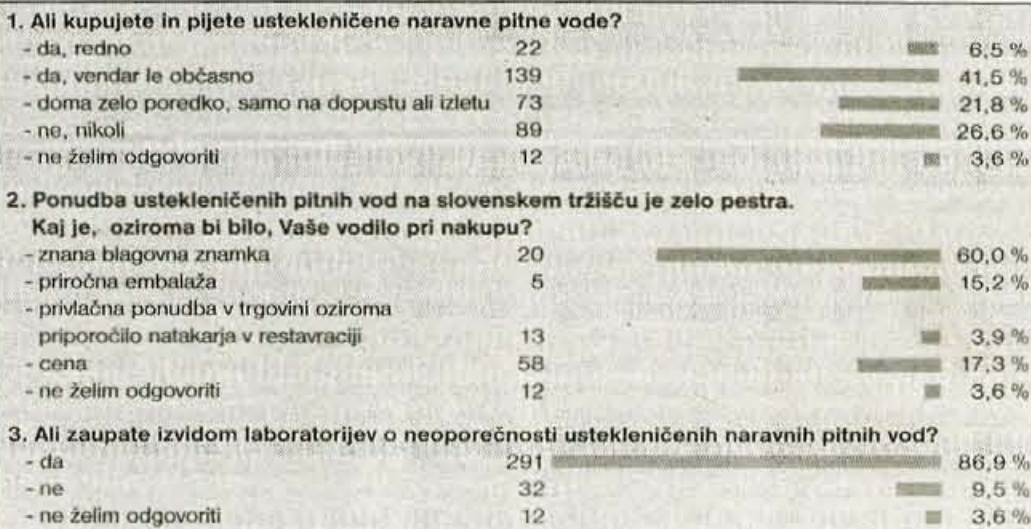 1. Ali kupujete in pijete ustekleničene naravne pitne vode?
- da, redno 22 6,5 %
- da, vendar le občasno 139 41,5 %
- doma zelo poredko, samo na dopustu ali izletu 73 21,8 %
- ne, nikoli 89 26,6 %
- ne želim odgovoriti 12 3,6 %
2. Ponudba ustekleničenih pitnih vod na slovenskem tržišču je zelo pestra.
Kaj je, oziroma bi bilo, Vaše vodilo pri nakupu?
- znana blagovna znamka 20 60,0 %
- priročna embalaža 5 15,2 %
- privlačna ponudba v trgovini oziroma
priporočilo natakarja v restavraciji 13 3,9 %
- cena 58 17,3 %
- ne želim odgovoriti 12 3,6 %
3. Ali zaupate izvidom laboratorijev o neoporečnosti ustekleničenih naravnih pitnih vod?
- da 291 86,9 %
- ne 32 9,5 %
- ne želim odgovoriti 12 3,6 %